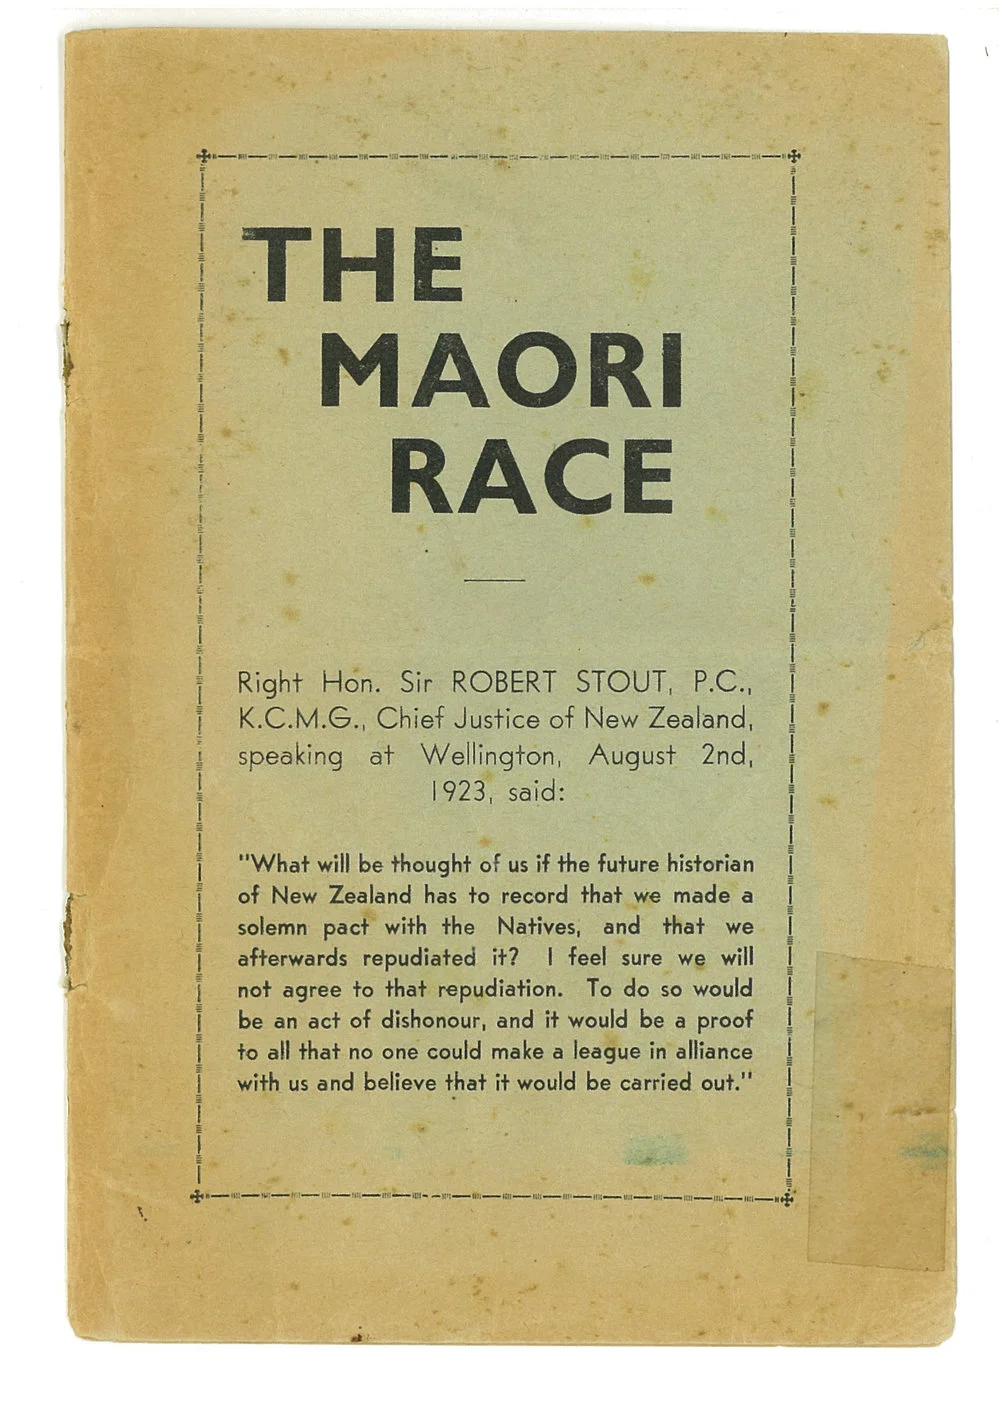 THE
MAORI
RACE
Right Hon. Sir ROBERT STOUT, P.C.,
K.C.M.G., Chief Justice of New Zealand,
speaking at Wellington, August 2nd,
1923, said:
"What will be thought of us if the future historian
of New Zealand has to record that we made a
solemn pact with the Natives, and that we
afterwards repudiated it? I feel sure we will
not agree to that repudiation. To do so would
be an act of dishonour, and it would be a proof
to all that no one could make a league in alliance
with us and believe that it would be carried out."